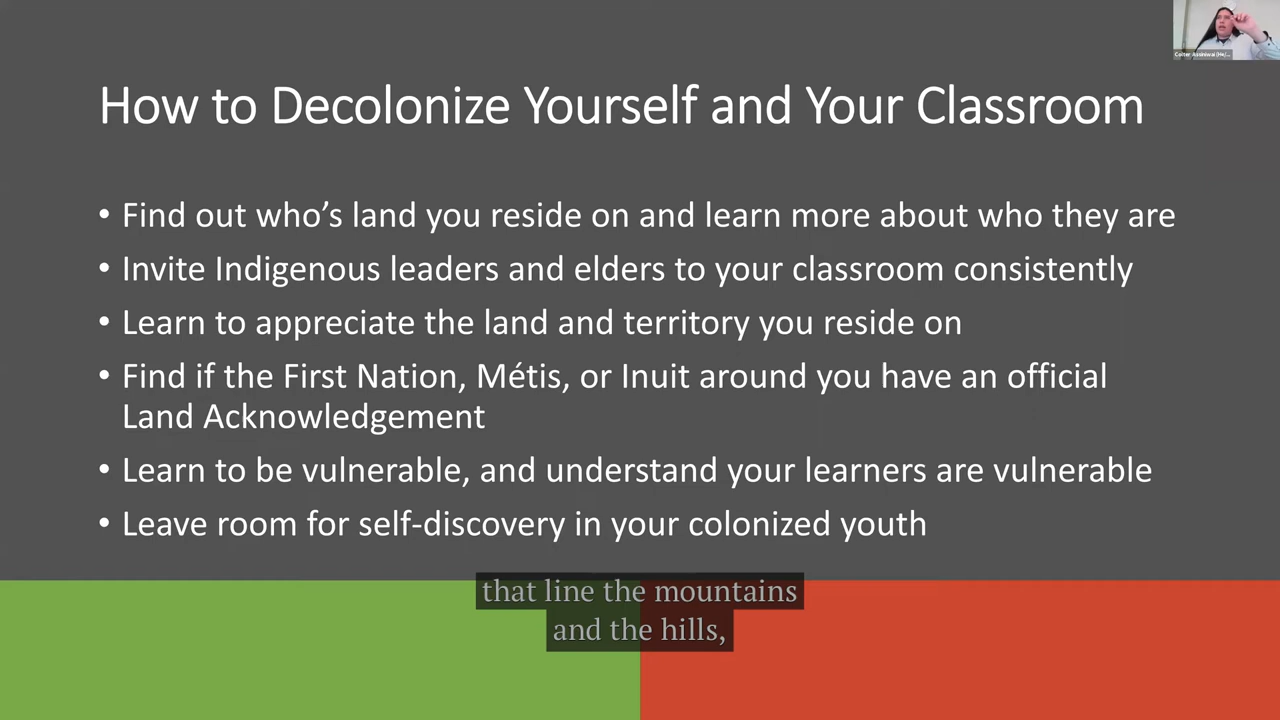 How to Decolonize Yourself and Your Classroom
• Find out who's land you reside on and learn more about who they are
• Invite Indigenous leaders and elders to your classroom consistently
• Learn to appreciate the land and territory you reside on
• Find if the First Nation, Métis, or Inuit around you have an official
Land Acknowledgement
• Learn to be vulnerable, and understand your learners are vulnerable
• Leave room for self-discovery in your colonized youth
that line the mountains
and the hills,